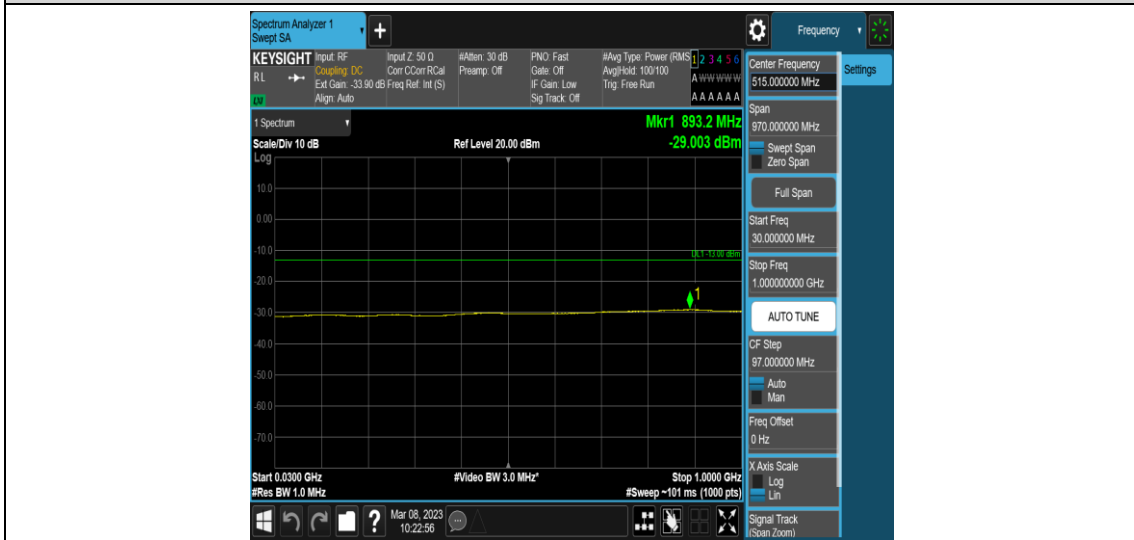 Spectrum Analyzer 1
Swept SA
+
Frequency
KEYSIGHT
RL
LXI
Input: RF
Coupling: DC
Ext Gain: -33.90 dB
Align: Auto
Input Z: 50 Ω
Corr CCorr RCal
Freq Ref: Int (S)
#Atten: 30 dB
Preamp: Off
PNO: Fast
Gate: Off
IF Gain: Low
Sig Track: Off
#Avg Type: Power (RMS
Avg|Hold: 100/100
Trig: Free Run
1 2 3 4 5 6
A W W W W W
A A A A A A
Center Frequency
515.000000 MHz
Settings
Span
970.000000 MHz
Swept Span
Zero Span
Full Span
Start Freq
30.000000 MHz
Stop Freq
1.000000000 GHz
AUTO TUNE
CF Step
97.000000 MHz
Auto
Man
Freq Offset
0 Hz
X Axis Scale
Log
Lin
Signal Track
(Span Zoom)
1 Spectrum
Mkr1 893.2 MHz
Scale/Div 10 dB
Ref Level 20.00 dBm
-29.003 dBm
Log
10.0
0.00
-10.0
DL1 -13.00 dBm
-20.0
1
-30.0
-40.0
-50.0
-60.0
-70.0
Start 0.0300 GHz
#Video BW 3.0 MHz*
Stop 1.0000 GHz
#Res BW 1.0 MHz
#Sweep ~101 ms (1000 pts)
?
Mar 08, 2023
10:22:56